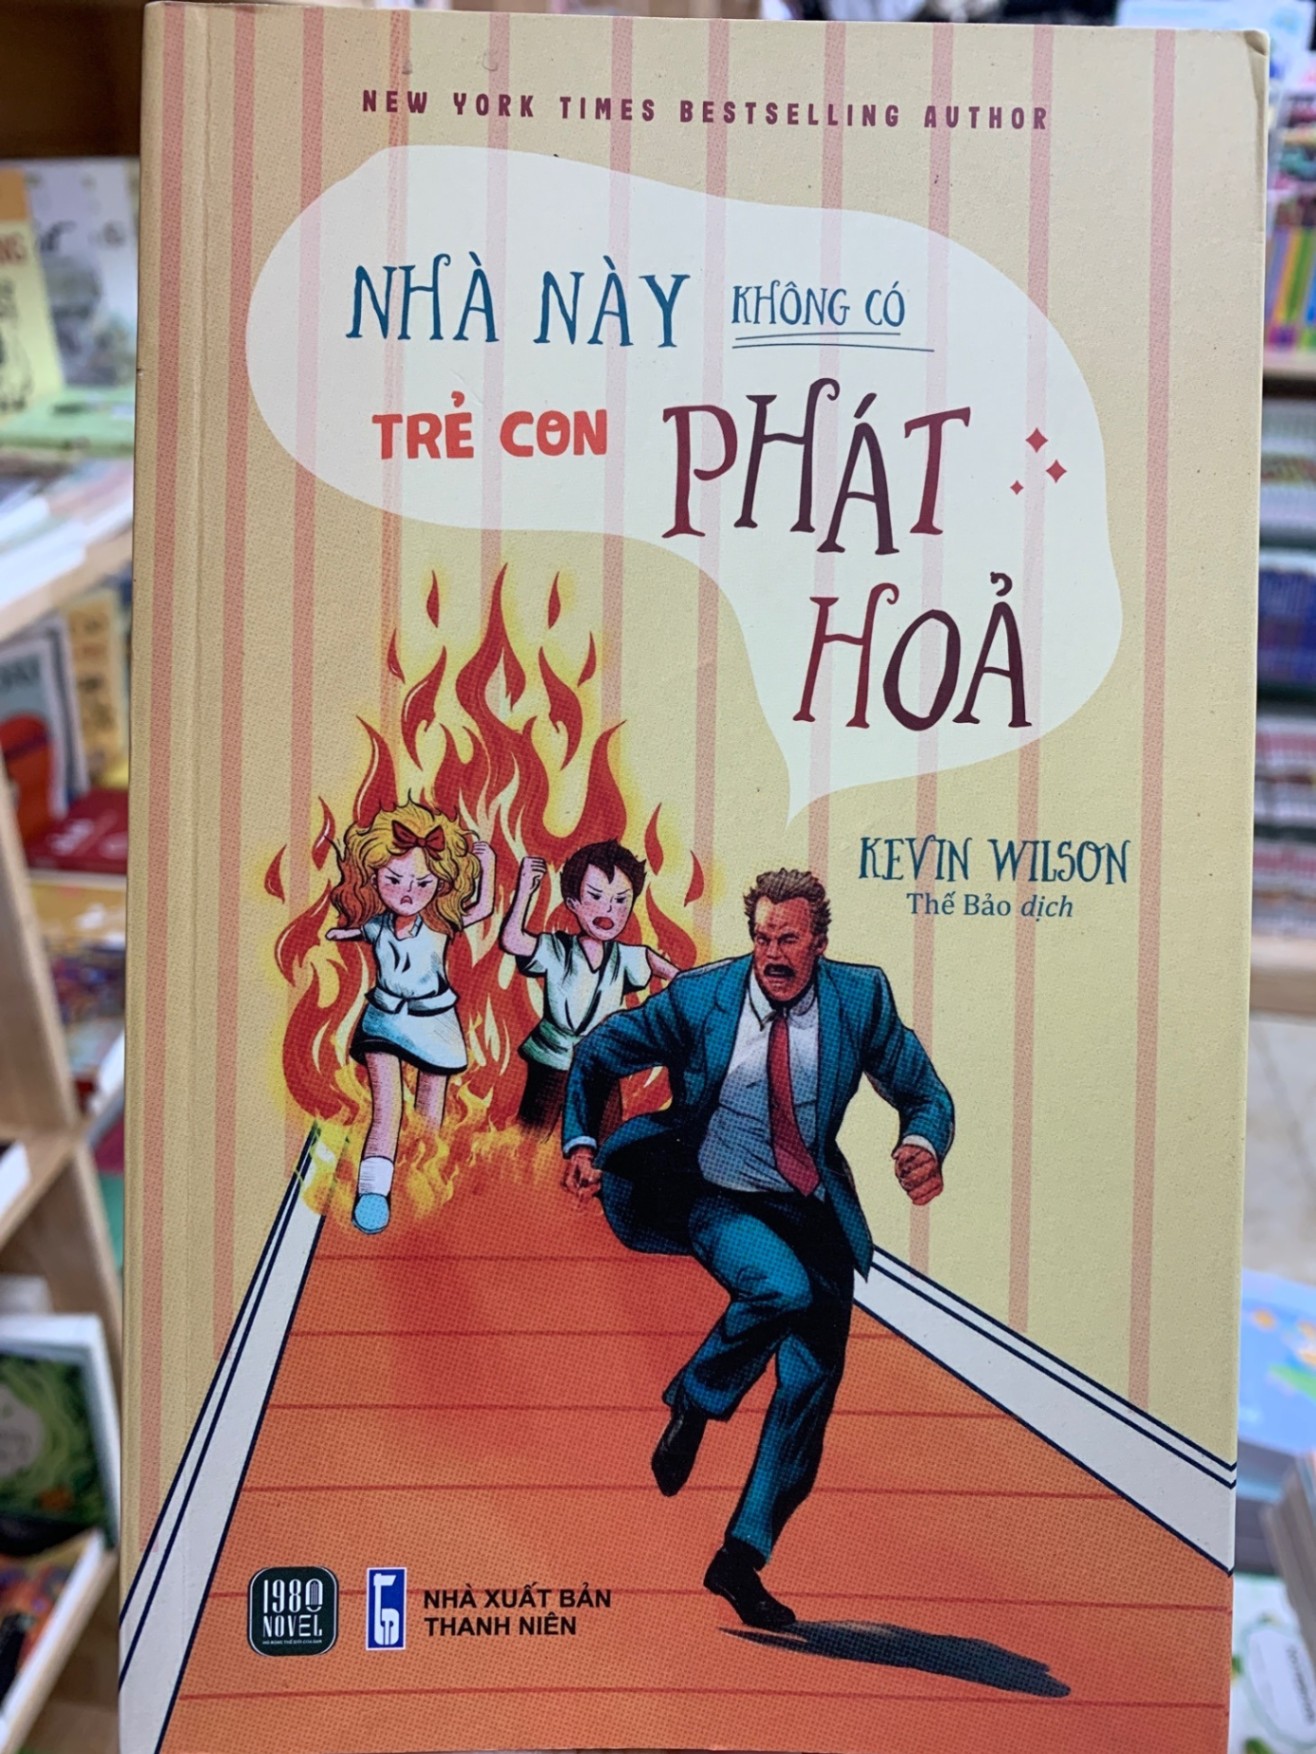 NEW YORK TIMES BESTSELLING AUTHOR
NHÀ NÀY KHÔNG CÓ
TRẺ CON PHÁT
HOẢ
KEVIN WILSON
Thế Bảo dịch
1980
NOVEL
NHÀ XUẤT BẢN
THANH NIÊN